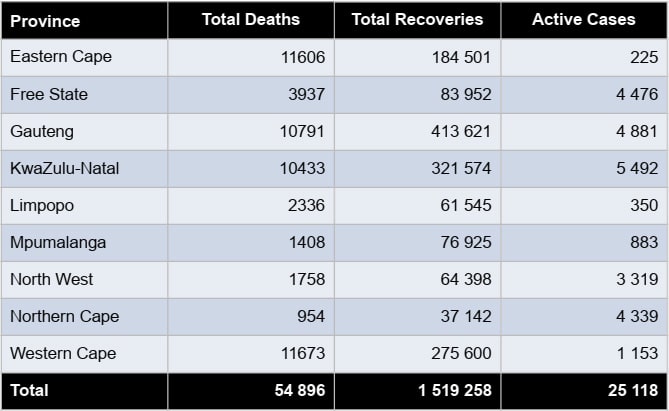 Province Total Deaths Total Recoveries Active Cases
Eastern Cape 11606 184 501 225
Free State 3937 83 952 4 476
Gauteng 10791 413 621 4 881
KwaZulu-Natal 10433 321 574 5 492
Limpopo 2336 61 545 350
Mpumalanga 1408 76 925 883
North West 1758 64 398 3 319
Northern Cape 954 37 142 4 339
Western Cape 11673 275 600 1 153
Total 54 896 1 519 258 25 118